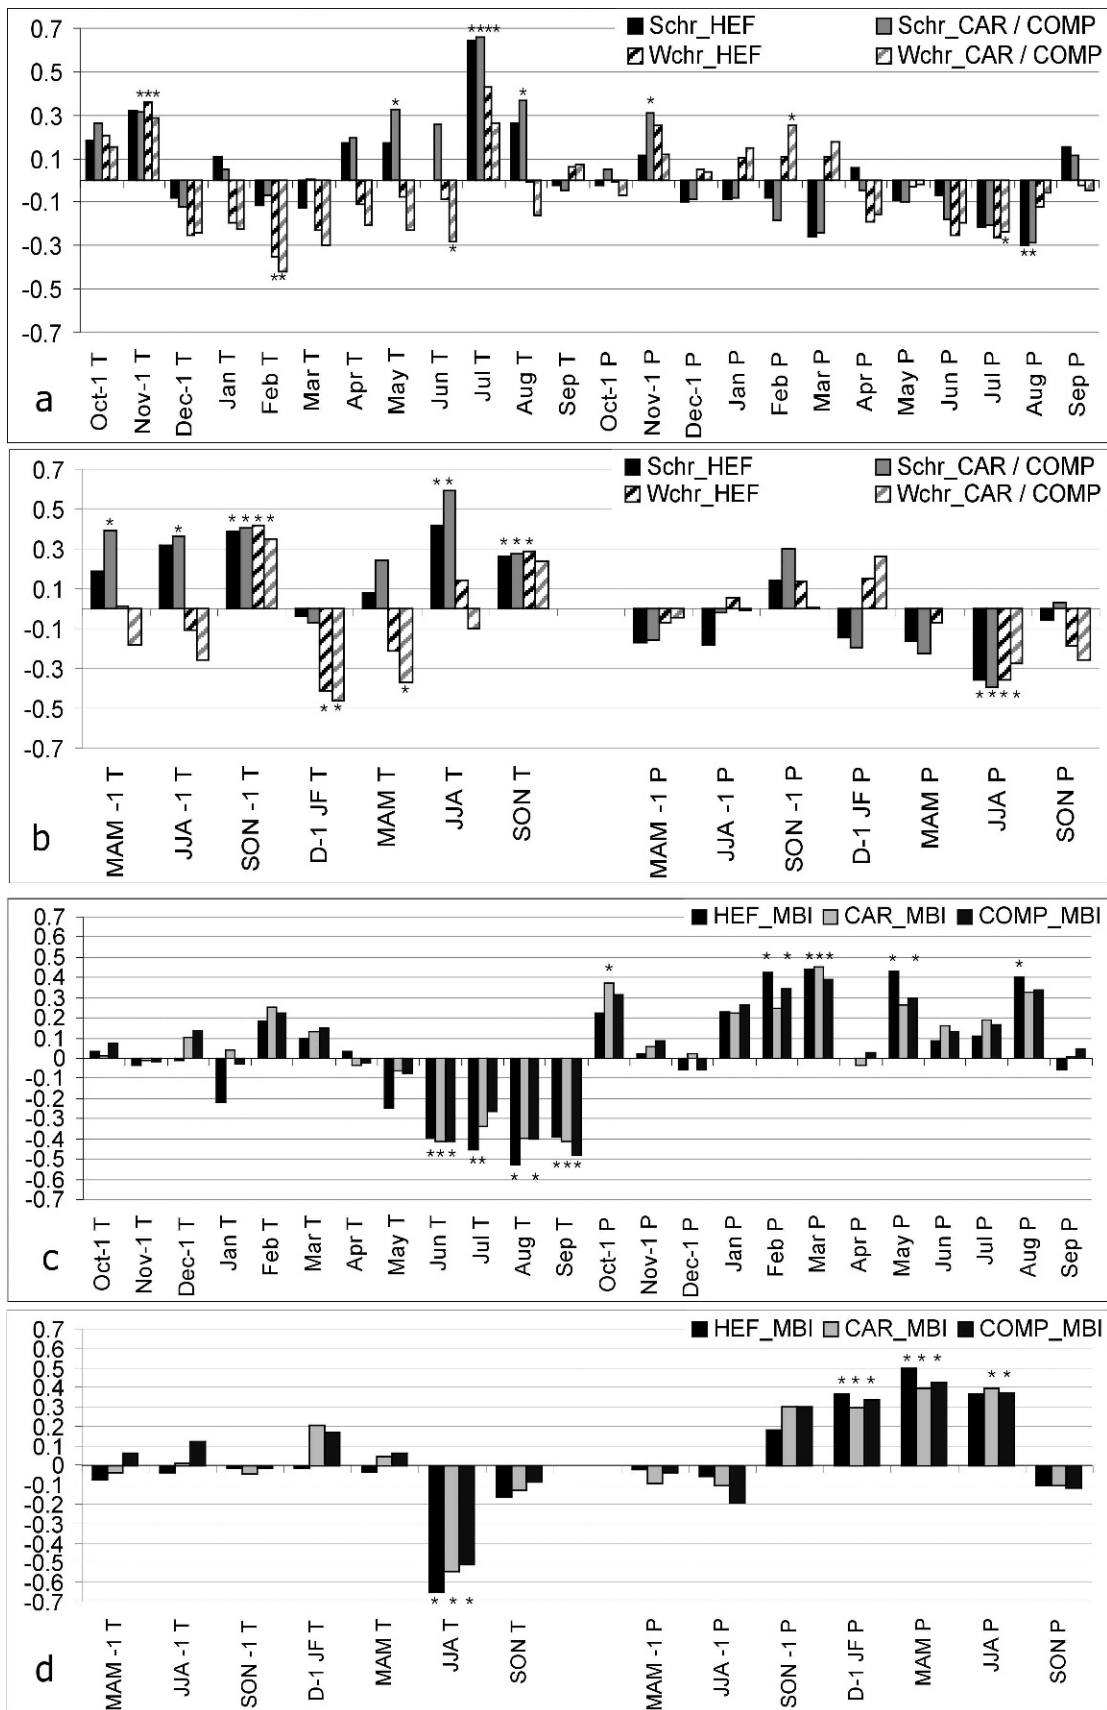 Schr_HEF Schr_CAR / COMP
Wchr_HEF Wchr_CAR / COMP
0.7
0.5
0.3
0.1
-0.1
-0.3
-0.5
-0.7
**** *** * * * * ** * * ** 
Oct-1 T Nov-1 T Dec-1 T Jan T Feb T Mar T Apr T May T Jun T Jul T Aug T Sep T Oct-1 P Nov-1 P Dec-1 P Jan P Feb P Mar P Apr P May P Jun P Jul P Aug P Sep P
a
Schr_HEF Schr_CAR / COMP
Wchr_HEF Wchr_CAR / COMP
0.7
0.5
0.3
0.1
-0.1
-0.3
-0.5
-0.7
* * * * * * * * * * * * * * * * * *
MAM -1 T JJA -1 T SON -1 T D-1 JF T MAM T JJA T SON T MAM -1 P JJA -1 P SON -1 P D-1 JF P MAM P JJA P SON P
b
HEF_MBI CAR_MBI COMP_MBI
0.7
0.6
0.5
0.4
0.3
0.2
0.1
0
-0.1
-0.2
-0.3
-0.4
-0.5
-0.6
-0.7
* * * *** * * * *** ** * * ***
Oct-1 T Nov-1 T Dec-1 T Jan T Feb T Mar T Apr T May T Jun T Jul T Aug T Sep T Oct-1 P Nov-1 P Dec-1 P Jan P Feb P Mar P Apr P May P Jun P Jul P Aug P Sep P
c
HEF_MBI CAR_MBI COMP_MBI
0.7
0.6
0.5
0.4
0.3
0.2
0.1
0
-0.1
-0.2
-0.3
-0.4
-0.5
-0.6
-0.7
* * * * * * * * * * *
MAM -1 T JJA -1 T SON -1 T D-1 JF T MAM T JJA T SON T MAM -1 P JJA -1 P SON -1 P D-1 JF P MAM P JJA P SON P
d